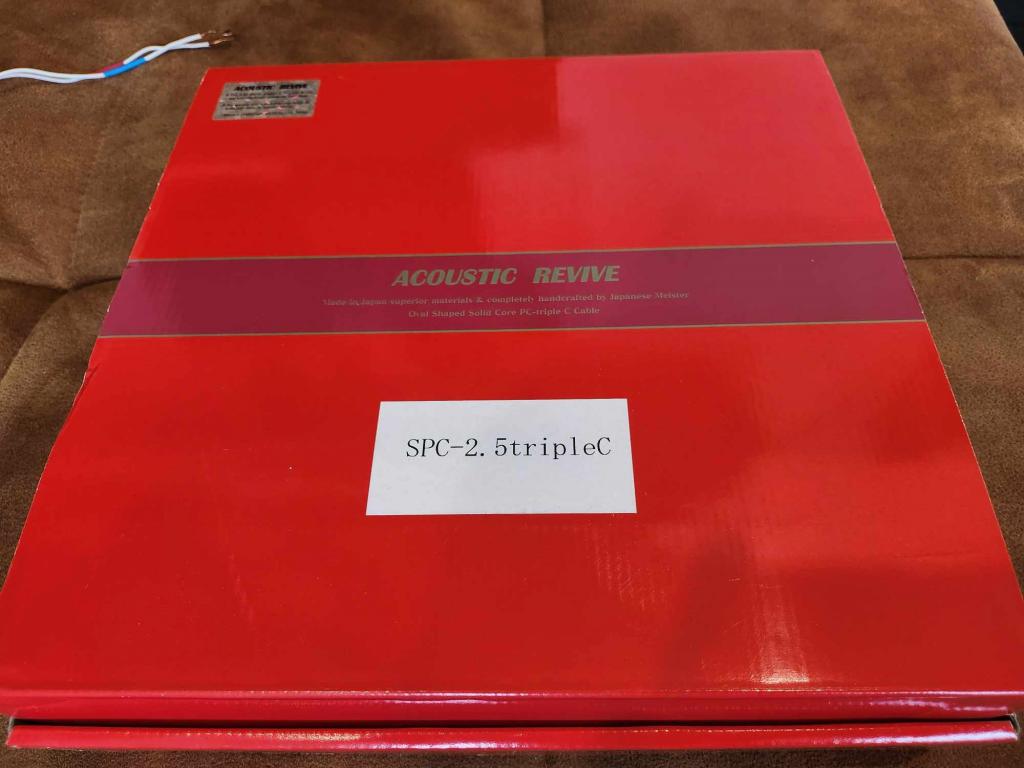 ACOUSTIC REVIVE
ACOUSTIC REVIVE
Made in Japan superior materials & completely handcrafted by Japanese Meister
Oval Shaped Solid Core PC-triple C Cable
SPC-2.5tripleC